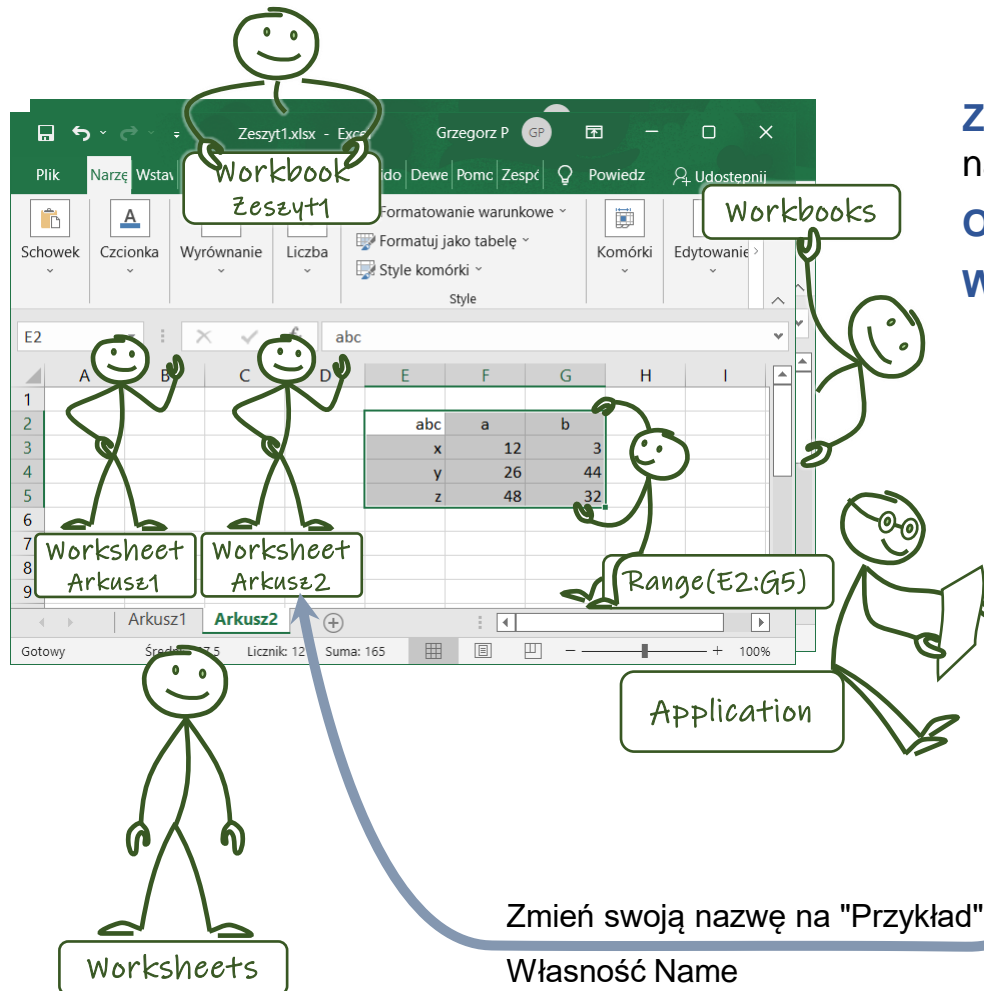 Zeszyt1.xlsx - Exce
Grzegorz P
GP
Plik
Narzę
Wstav
ido
Dewe
Pomc
Zespć
Powiedz
Udostępnij
Workbook
Zeszyt1
Workbooks
Schowek
Czcionka
Wyrównanie
Liczba
Formatowanie warunkowe
Formatuj jako tabelę
Style komórki
Style
Komórki
Edytowanie
E2
abc
A B C D E F G H I
1
2 abc a b
3 x 12 3
4 y 26 44
5 z 48 32
6
7
8
9
Worksheet
Arkusz1
Worksheet
Arkusz2
Range(E2:G5)
Arkusz1
Arkusz2
Gotowy
Licznik: 12
Suma: 165
100%
Application
Worksheets
Zmień swoją nazwę na "Przykład"
Własność Name
Z
na
O
W